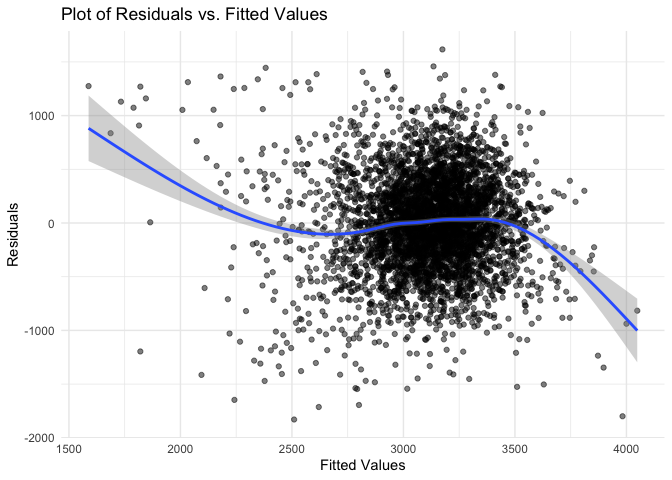 Plot of Residuals vs. Fitted Values
1000
0
-1000
-2000
Residuals
1500 2000 2500 3000 3500 4000
Fitted Values